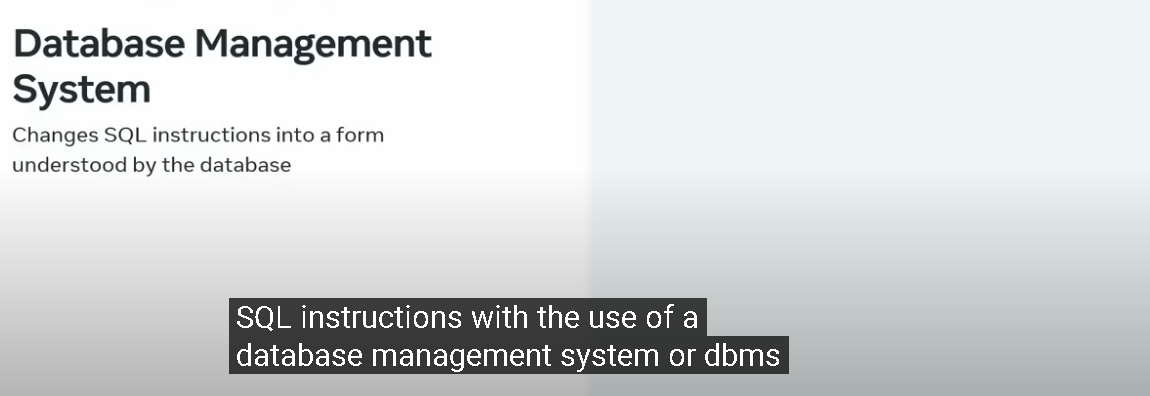 Database Management
System
Changes SQL instructions into a form
understood by the database
SQL instructions with the use of a
database management system or dbms